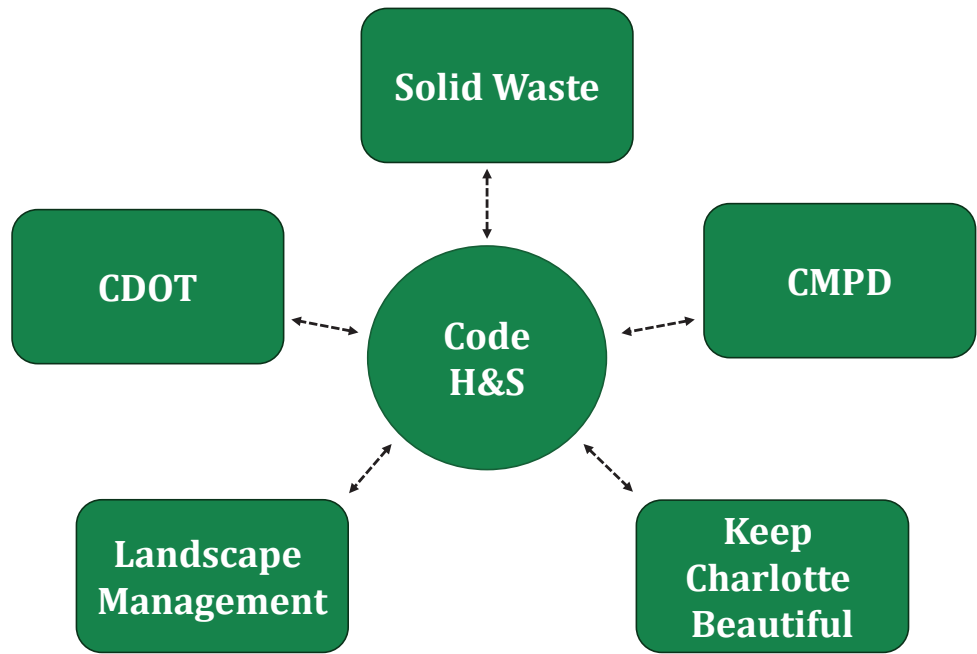 Solid Waste
CDOT
CMPD
Code
H&S
Landscape
Management
Keep
Charlotte
Beautiful